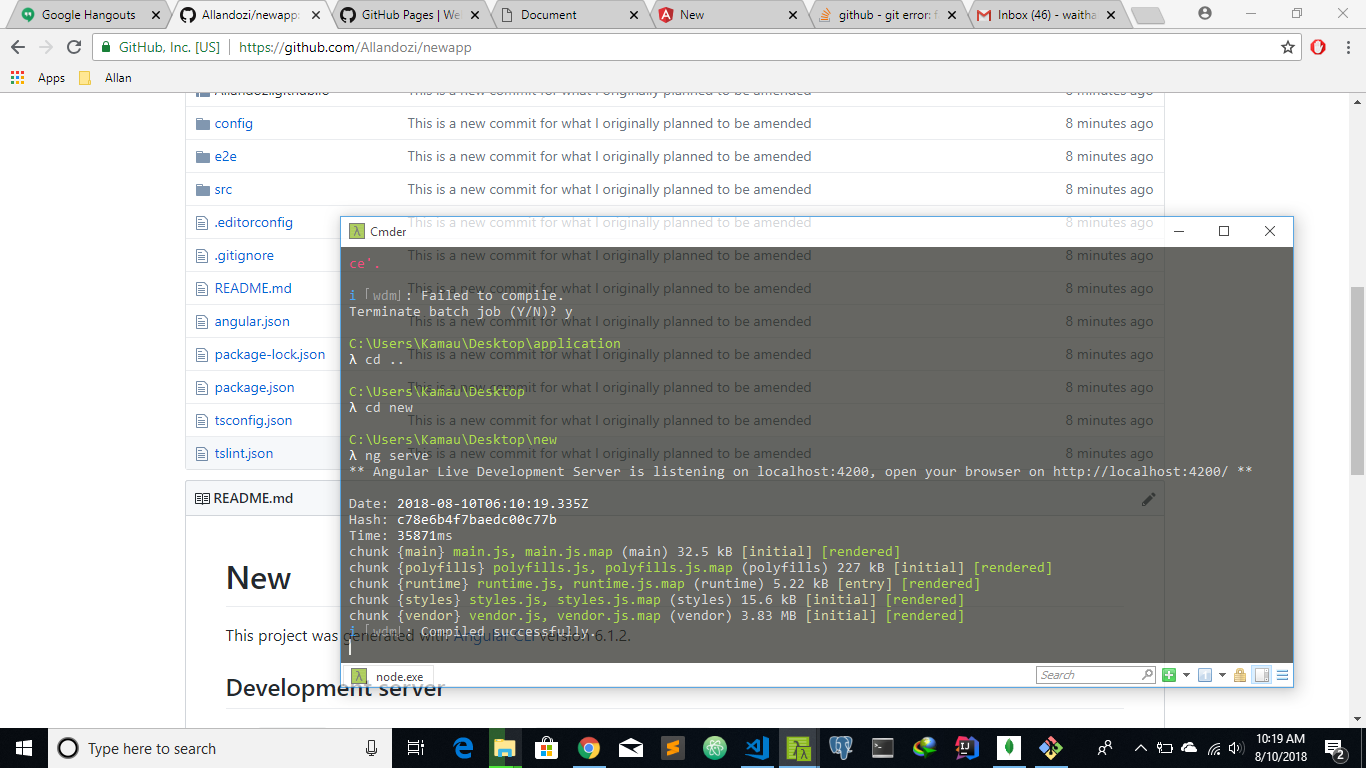 Google Hangouts
Allandozi/newapp:
GitHub Pages | We
Document
New
github - git error: f
Inbox (46) - waitha
GitHub, Inc. [US] https://github.com/Allandozi/newapp
Apps Allan
This is a new commit for what I originally planned to be amended 8 minutes ago
config This is a new commit for what I originally planned to be amended 8 minutes ago
e2e This is a new commit for what I originally planned to be amended 8 minutes ago
src This is a new commit for what I originally planned to be amended 8 minutes ago
.editorconfig This is a new commit for what I originally planned to be amended 8 minutes ago
.gitignore This is a new commit for what I originally planned to be amended 8 minutes ago
README.md This is a new commit for what I originally planned to be amended 8 minutes ago
angular.json This is a new commit for what I originally planned to be amended 8 minutes ago
package-lock.json This is a new commit for what I originally planned to be amended 8 minutes ago
package.json This is a new commit for what I originally planned to be amended 8 minutes ago
tsconfig.json This is a new commit for what I originally planned to be amended 8 minutes ago
tslint.json This is a new commit for what I originally planned to be amended 8 minutes ago
README.md
New
This project was generated with Angular CLI version 6.1.2.
Development server
Cmder
ce'.
i ｢wdm｣: Failed to compile.
Terminate batch job (Y/N)? y
C:\Users\Kamau\Desktop\application
λ cd ..
C:\Users\Kamau\Desktop
λ cd new
C:\Users\Kamau\Desktop\new
λ ng serve
** Angular Live Development Server is listening on localhost:4200, open your browser on http://localhost:4200/ **
Date: 2018-08-10T06:10:19.335Z
Hash: c78e6b4f7baedc00c77b
Time: 35871ms
chunk {main} main.js, main.js.map (main) 32.5 kB [initial] [rendered]
chunk {polyfills} polyfills.js, polyfills.js.map (polyfills) 227 kB [initial] [rendered]
chunk {runtime} runtime.js, runtime.js.map (runtime) 5.22 kB [entry] [rendered]
chunk {styles} styles.js, styles.js.map (styles) 15.6 kB [initial] [rendered]
chunk {vendor} vendor.js, vendor.js.map (vendor) 3.83 MB [initial] [rendered]
i ｢wdm｣: Compiled successfully.
node.exe
Search
Type here to search
10:19 AM
8/10/2018
2